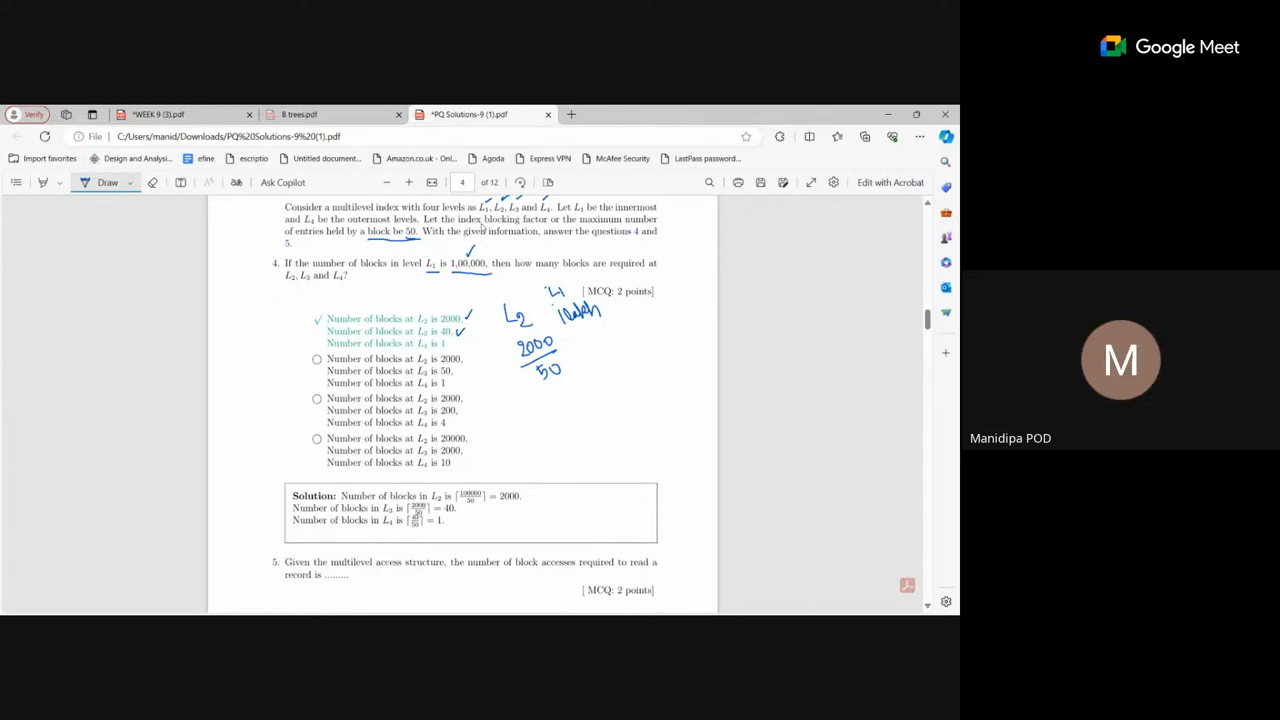 Google Meet
Verify
*WEEK 9 (3).pdf
B trees.pdf
*PQ Solutions-9 (1).pdf
File
C:/Users/manid/Downloads/PQ%20Solutions-9%20(1).pdf
Import favorites
Design and Analysi...
efine
escriptio
Untitled document...
Amazon.co.uk - Onl...
Agoda
Express VPN
McAfee Security
LastPass password...
Draw
Ask Copilot
4 of 12
Edit with Acrobat
Consider a multilevel index with four levels as L1, L2, L3 and L4. Let L1 be the innermost
and L4 be the outermost levels. Let the index blocking factor or the maximum number
of entries held by a block be 50. With the given information, answer the questions 4 and
5.
4. If the number of blocks in level L1 is 1,00,000, then how many blocks are required at
L2, L3 and L4?
[ MCQ: 2 points]
L1
L2 1 lakh
2000
50
✓ Number of blocks at L2 is 2000,
Number of blocks at L3 is 40,
Number of blocks at L4 is 1
Number of blocks at L2 is 2000,
Number of blocks at L3 is 50,
Number of blocks at L4 is 1
Number of blocks at L2 is 2000,
Number of blocks at L3 is 200,
Number of blocks at L4 is 4
Number of blocks at L2 is 20000,
Number of blocks at L3 is 2000,
Number of blocks at L4 is 10
Solution: Number of blocks in L2 is ⌈100000/50⌉ = 2000.
Number of blocks in L3 is ⌈2000/50⌉ = 40.
Number of blocks in L4 is ⌈40/50⌉ = 1.
5. Given the multilevel access structure, the number of block accesses required to read a
record is .........
[ MCQ: 2 points]
M
Manidipa POD